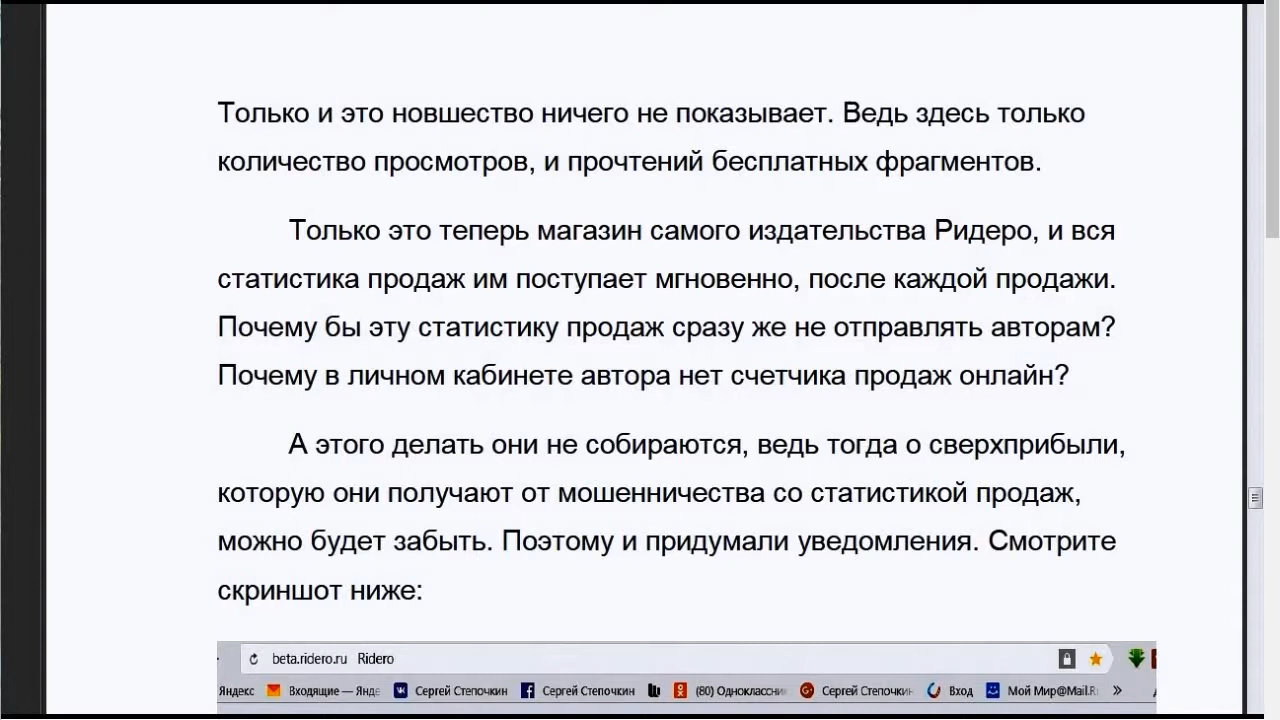 Только и это новшество ничего не показывает. Ведь здесь только
количество просмотров, и прочтений бесплатных фрагментов.
Только это теперь магазин самого издательства Ридеро, и вся
статистика продаж им поступает мгновенно, после каждой продажи.
Почему бы эту статистику продаж сразу же не отправлять авторам?
Почему в личном кабинете автора нет счетчика продаж онлайн?
А этого делать они не собираются, ведь тогда о сверхприбыли,
которую они получают от мошенничества со статистикой продаж,
можно будет забыть. Поэтому и придумали уведомления. Смотрите
скриншот ниже:
beta.ridero.ru Ridero
Яндекс Входящие — Янде Сергей Степочкин Сергей Степочкин (80) Одноклассни Сергей Степочкин Вход Мой Мир@Mail.R »